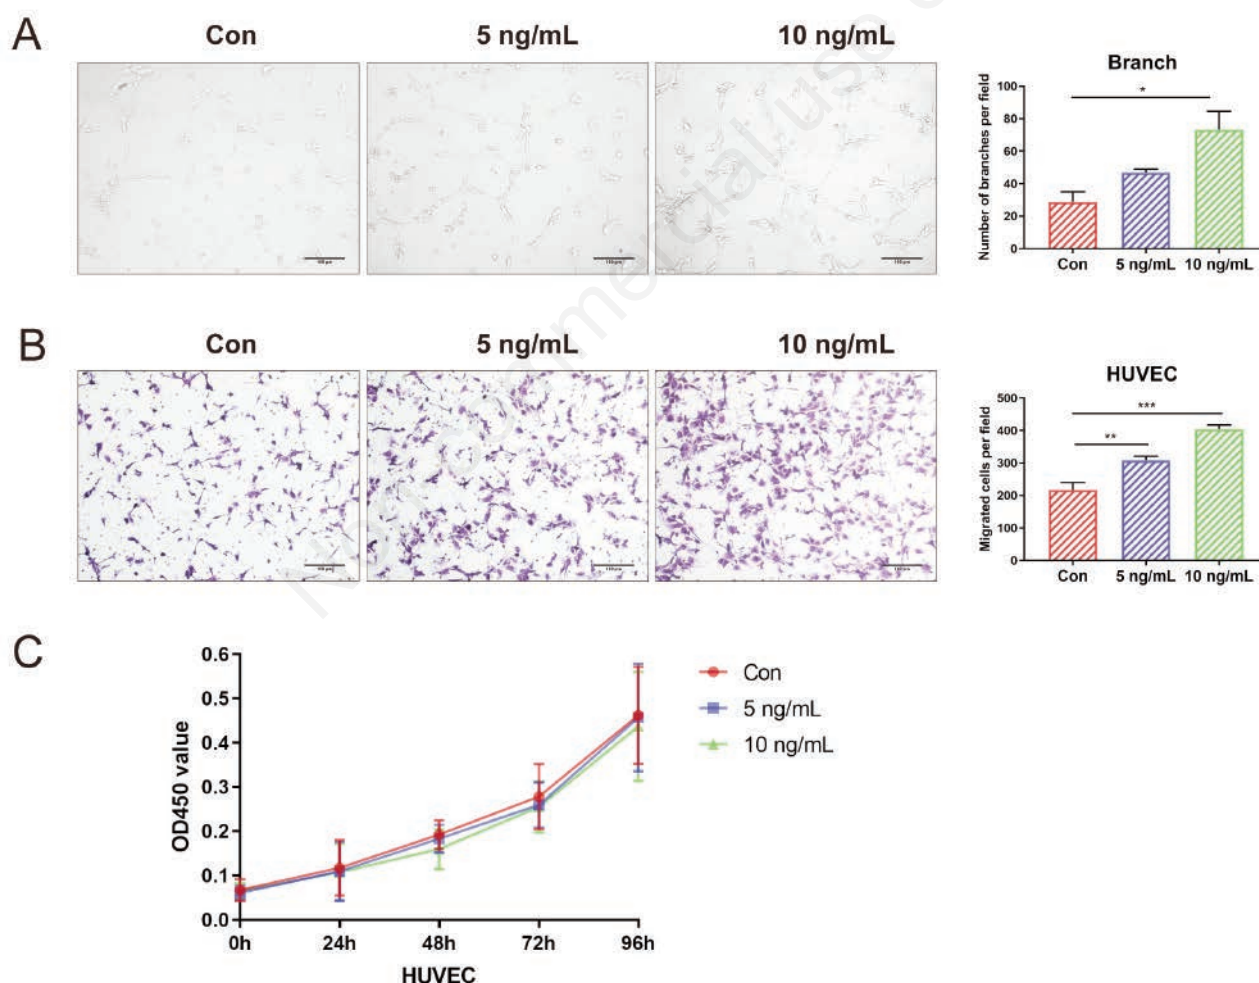 A
Con 5 ng/mL 10 ng/mL
Branch
Number of branches per field
100
80
60
40
20
0
*
Con 5 ng/mL 10 ng/mL
B
Con 5 ng/mL 10 ng/mL
HUVEC
Migrated cells per field
500
400
300
200
100
0
***
**
Con 5 ng/mL 10 ng/mL
C
OD450 value
0.6
0.5
0.4
0.3
0.2
0.1
0.0
0h 24h 48h 72h 96h
HUVEC
Con
5 ng/mL
10 ng/mL